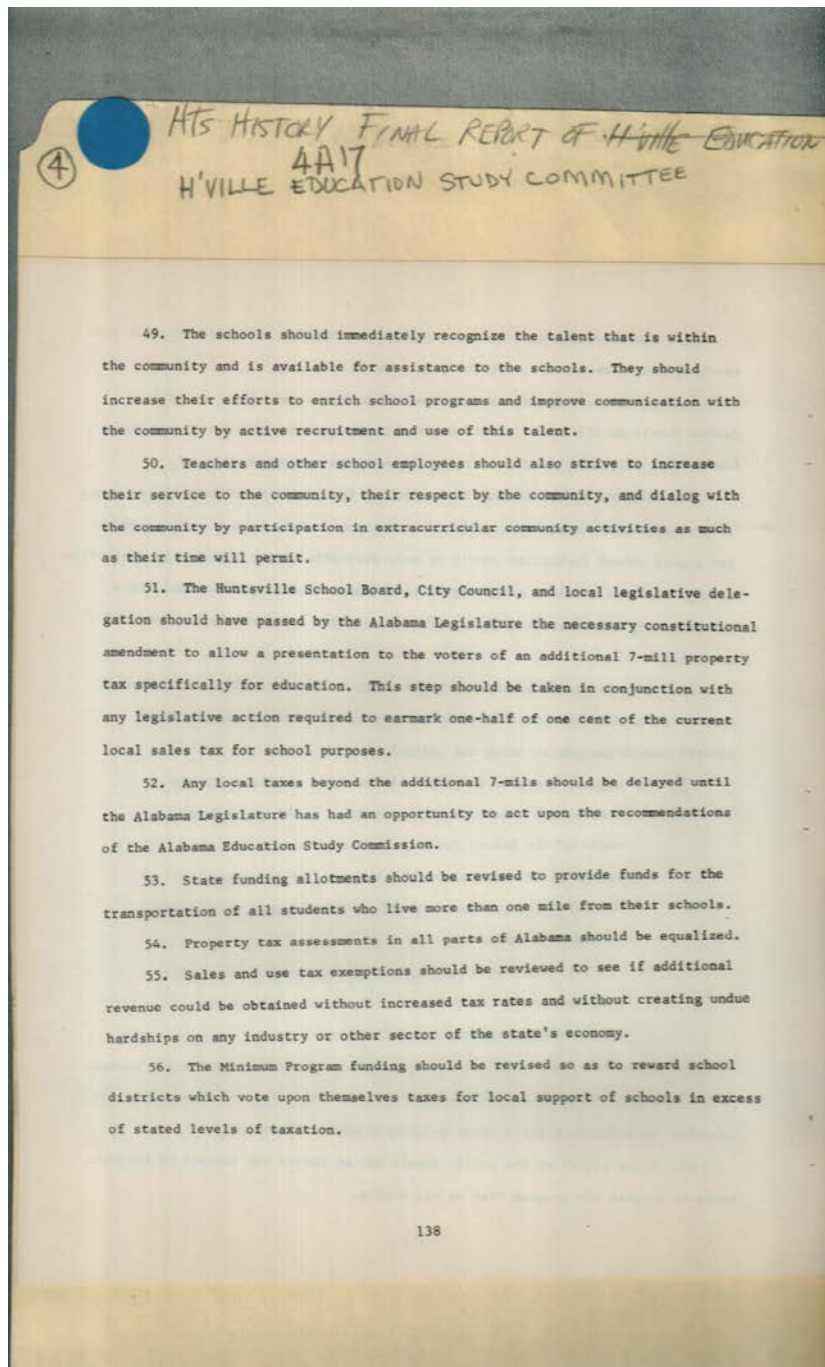 HTS HISTORY FINAL REPORT OF H'VILLE EDUCATION
4
4A17
H'VILLE EDUCATION STUDY COMMITTEE
49. The schools should immediately recognize the talent that is within
the community and is available for assistance to the schools. They should
increase their efforts to enrich school programs and improve communication with
the community by active recruitment and use of this talent.
50. Teachers and other school employees should also strive to increase
their service to the community, their respect by the community, and dialog with
the community by participation in extracurricular community activities as much
as their time will permit.
51. The Huntsville School Board, City Council, and local legislative dele-
gation should have passed by the Alabama Legislature the necessary constitutional
amendment to allow a presentation to the voters of an additional 7-mill property
tax specifically for education. This step should be taken in conjunction with
any legislative action required to earmark one-half of one cent of the current
local sales tax for school purposes.
52. Any local taxes beyond the additional 7-mils should be delayed until
the Alabama Legislature has had an opportunity to act upon the recommendations
of the Alabama Education Study Commission.
53. State funding allotments should be revised to provide funds for the
transportation of all students who live more than one mile from their schools.
54. Property tax assessments in all parts of Alabama should be equalized.
55. Sales and use tax exemptions should be reviewed to see if additional
revenue could be obtained without increased tax rates and without creating undue
hardships on any industry or other sector of the state's economy.
56. The Minimum Program funding should be revised so as to reward school
districts which vote upon themselves taxes for local support of schools in excess
of stated levels of taxation.
138